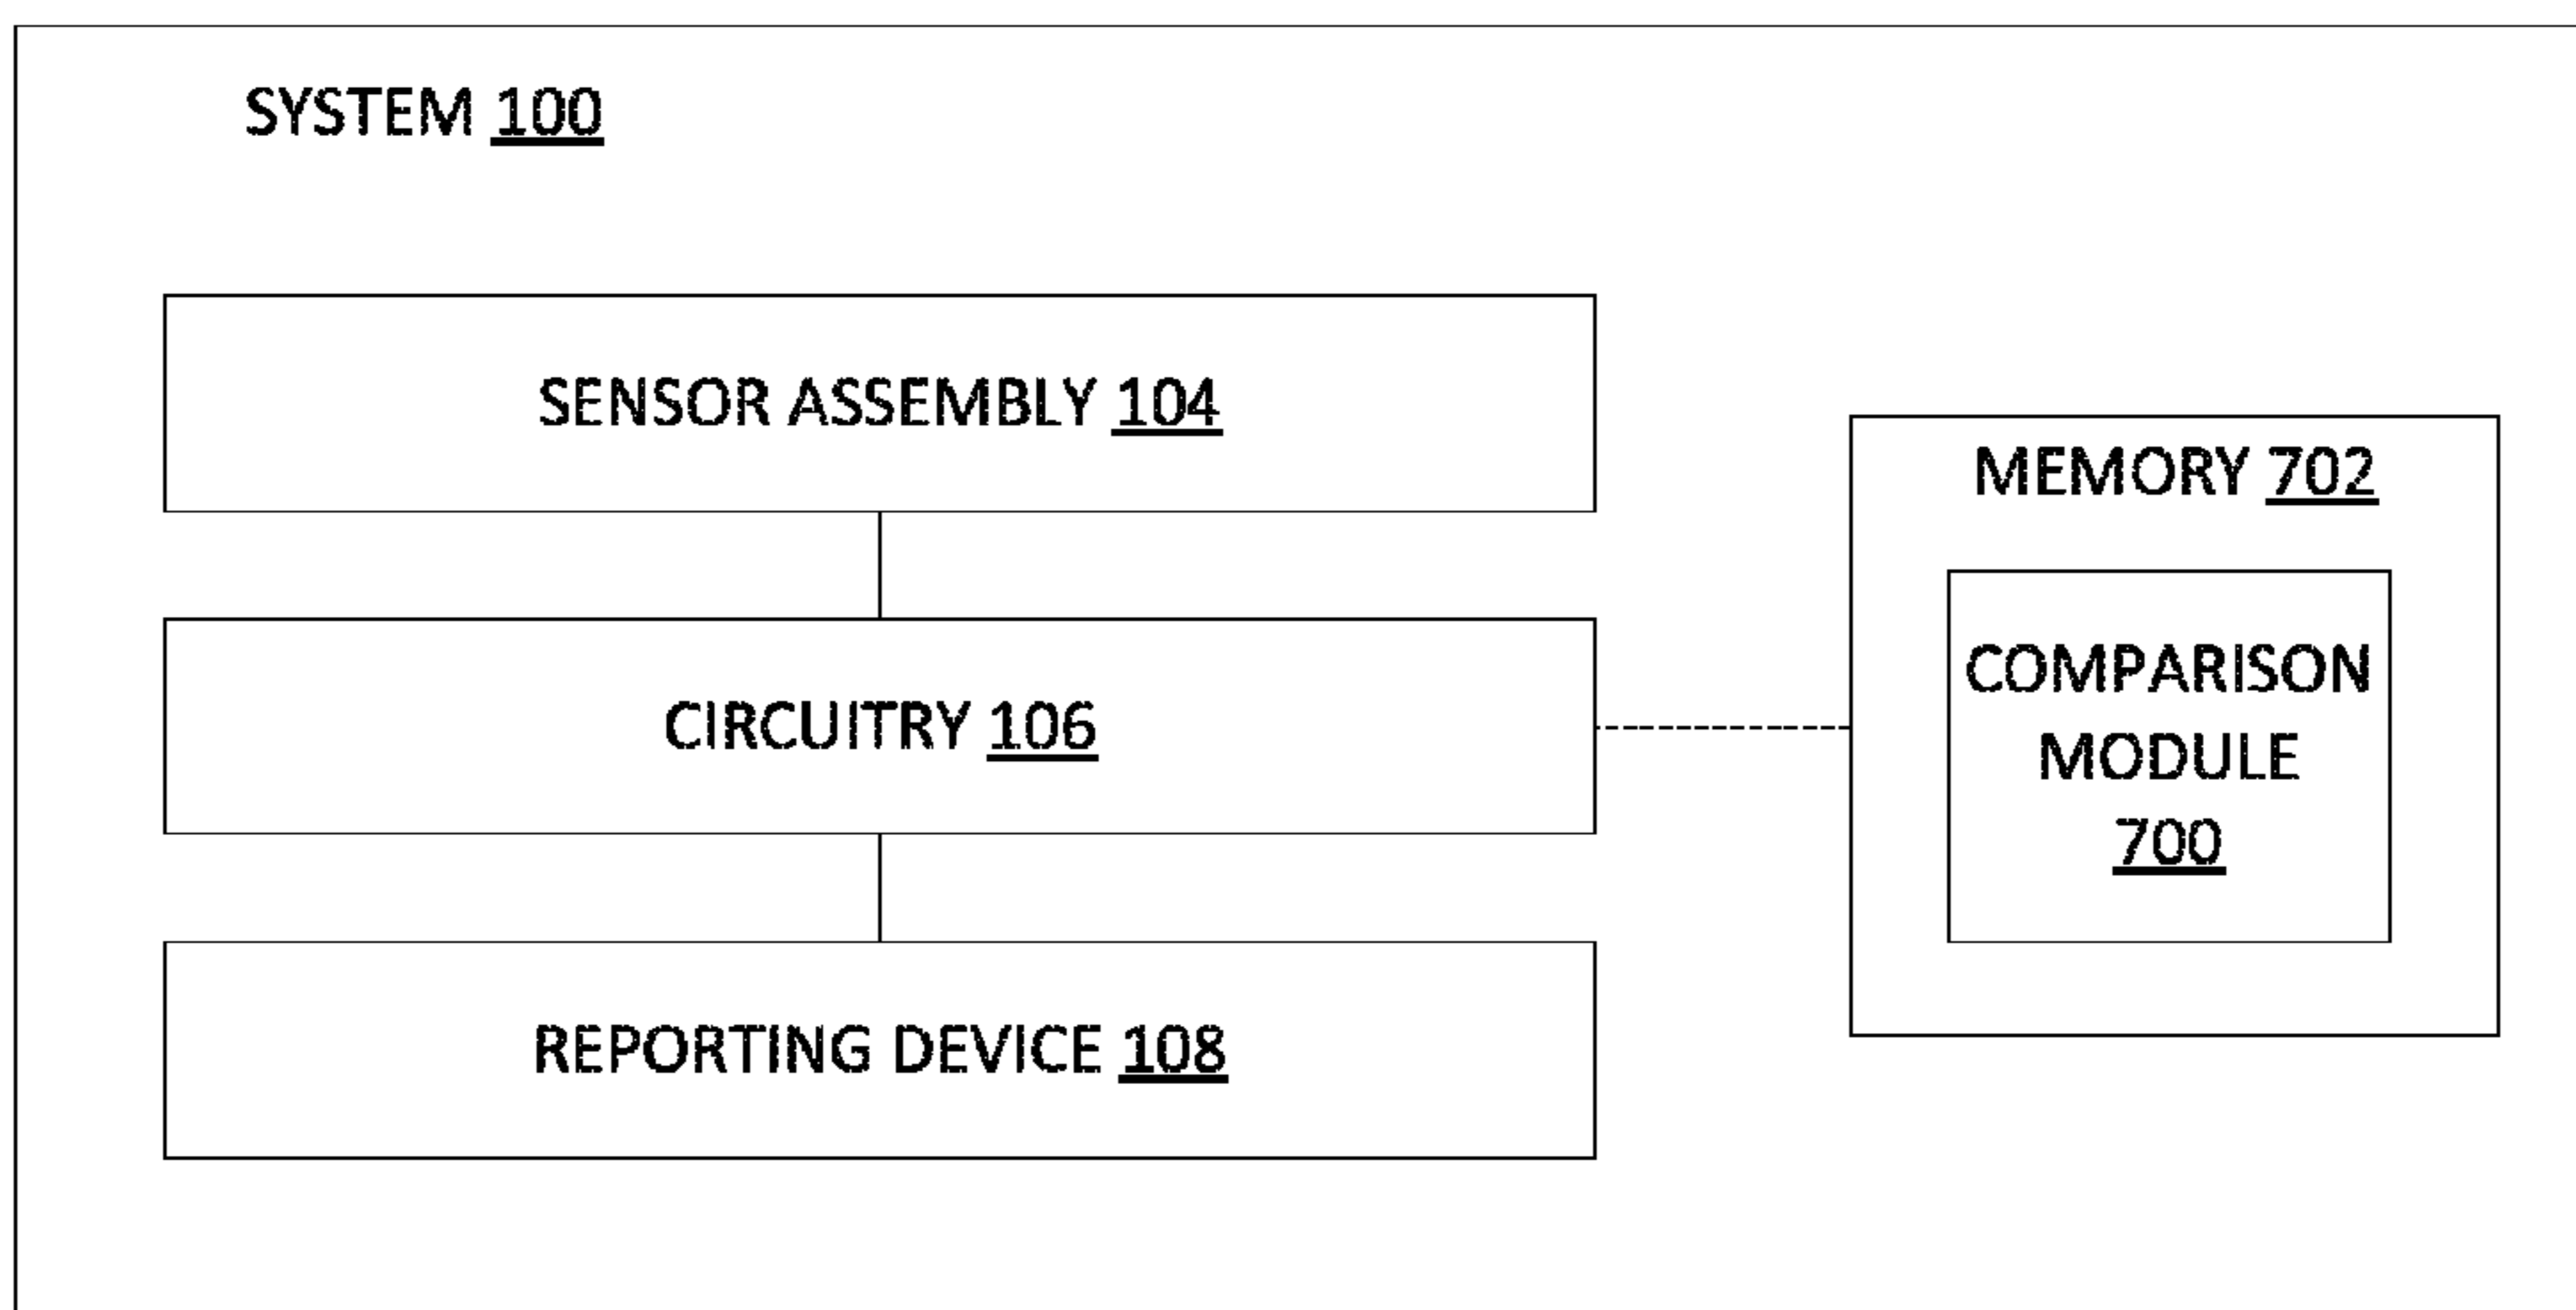 SYSTEM 100
SENSOR ASSEMBLY 104
MEMORY 702
COMPARISON
MODULE
700
CIRCUITRY 106
REPORTING DEVICE 108